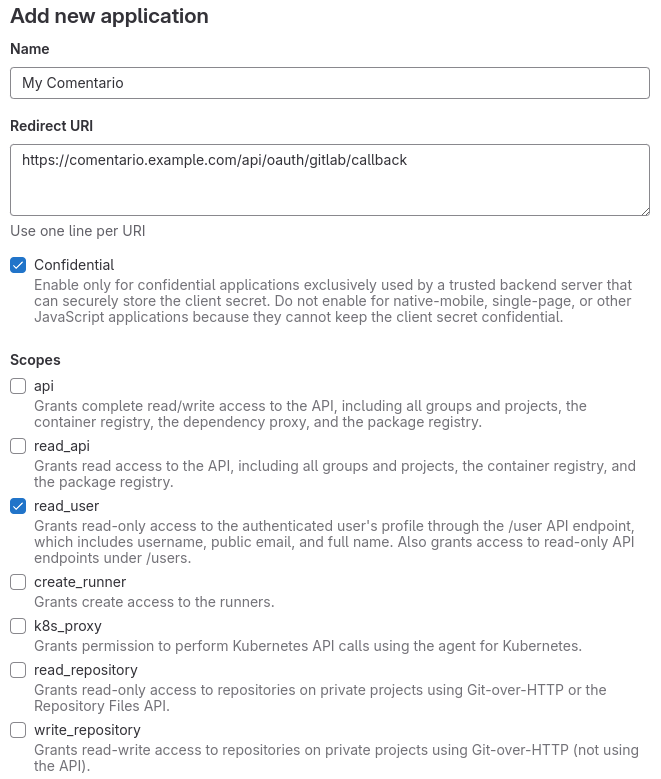 Add new application
Name
My Comentario
Redirect URI
https://comentario.example.com/api/oauth/gitlab/callback
Use one line per URI
Confidential
Enable only for confidential applications exclusively used by a trusted backend server that
can securely store the client secret. Do not enable for native-mobile, single-page, or other
JavaScript applications because they cannot keep the client secret confidential.
Scopes
api
Grants complete read/write access to the API, including all groups and projects, the
container registry, the dependency proxy, and the package registry.
read_api
Grants read access to the API, including all groups and projects, the container registry, and
the package registry.
read_user
Grants read-only access to the authenticated user's profile through the /user API endpoint,
which includes username, public email, and full name. Also grants access to read-only API
endpoints under /users.
create_runner
Grants create access to the runners.
k8s_proxy
Grants permission to perform Kubernetes API calls using the agent for Kubernetes.
read_repository
Grants read-only access to repositories on private projects using Git-over-HTTP or the
Repository Files API.
write_repository
Grants read-write access to repositories on private projects using Git-over-HTTP (not using
the API).